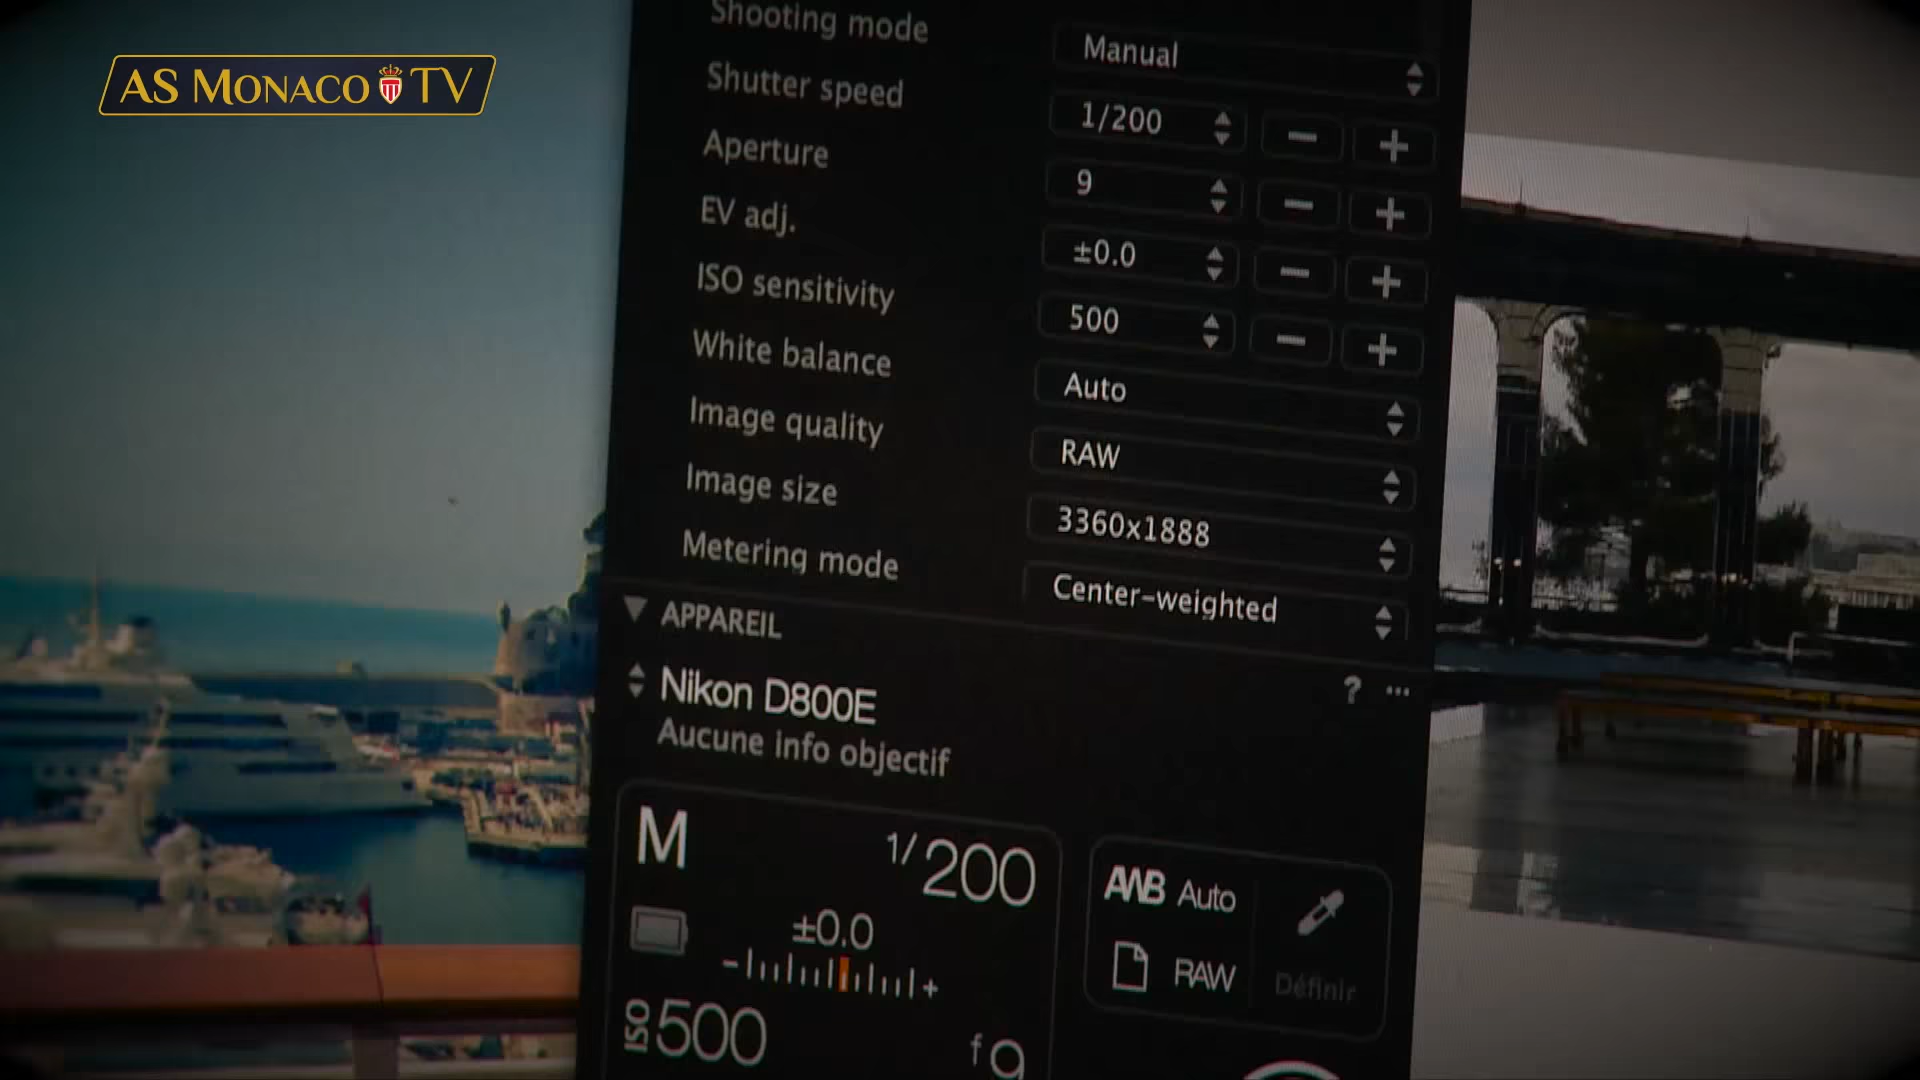 AS MONACO TV
Shooting mode Manual
Shutter speed 1/200
Aperture 9
EV adj. ±0.0
ISO sensitivity 500
White balance Auto
Image quality RAW
Image size 3360x1888
Metering mode Center-weighted
APPAREIL
Nikon D800E ? ...
Aucune info objectif
M 1/200
AWB Auto
±0.0
- +
RAW Définir
ISO 500 f 9